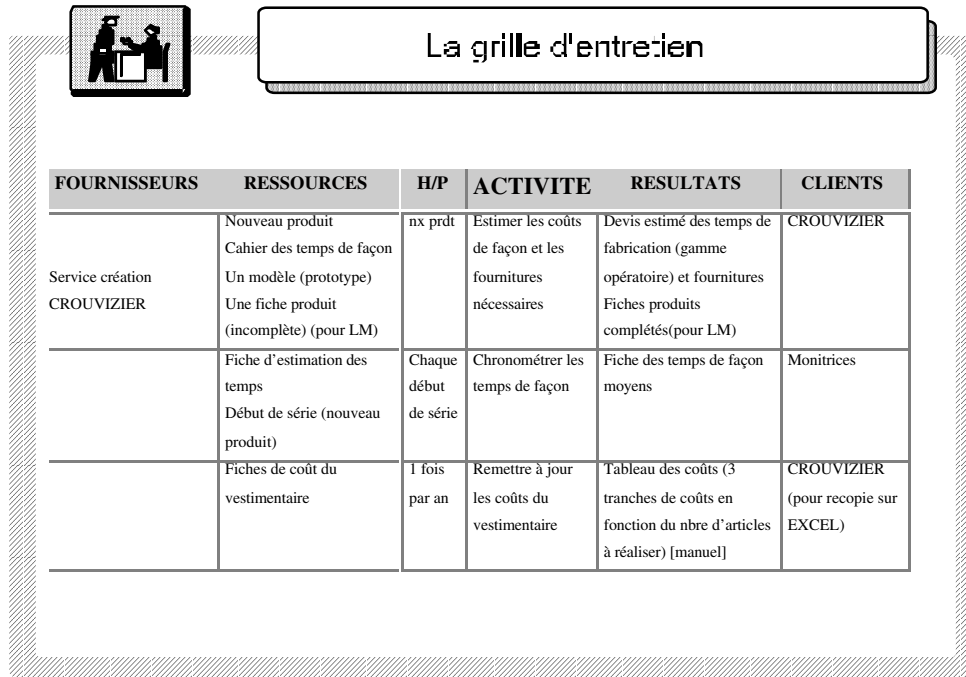 La grille d'entretien
FOURNISSEURS RESSOURCES H/P ACTIVITE RESULTATS CLIENTS
Nouveau produit nx prdt Estimer les coûts Devis estimé des temps de CROUVIZIER
Cahier des temps de façon de façon et les fabrication (gamme
Service création Un modèle (prototype) fournitures opératoire) et fournitures
CROUVIZIER Une fiche produit nécessaires Fiches produits
(incomplète) (pour LM) complétés(pour LM)
Fiche d'estimation des Chaque Chronométrer les Fiche des temps de façon Monitrices
temps début temps de façon moyens
Début de série (nouveau de série
produit)
Fiches de coût du 1 fois Remettre à jour Tableau des coûts (3 CROUVIZIER
vestimentaire par an les coûts du tranches de coûts en (pour recopie sur
vestimentaire fonction du nbre d'articles EXCEL)
à réaliser) [manuel]